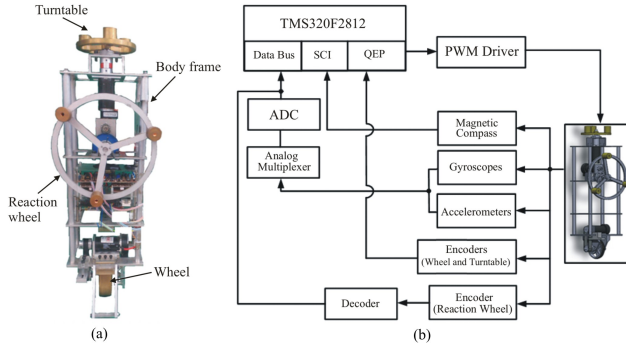 Turntable
Body frame
Reaction
wheel
Wheel
(a)
TMS320F2812
Data Bus
SCI
QEP
PWM Driver
ADC
Analog
Multiplexer
Magnetic
Compass
Gyroscopes
Accelerometers
Encoders
(Wheel and Turntable)
Decoder
Encoder
(Reaction Wheel)
(b)